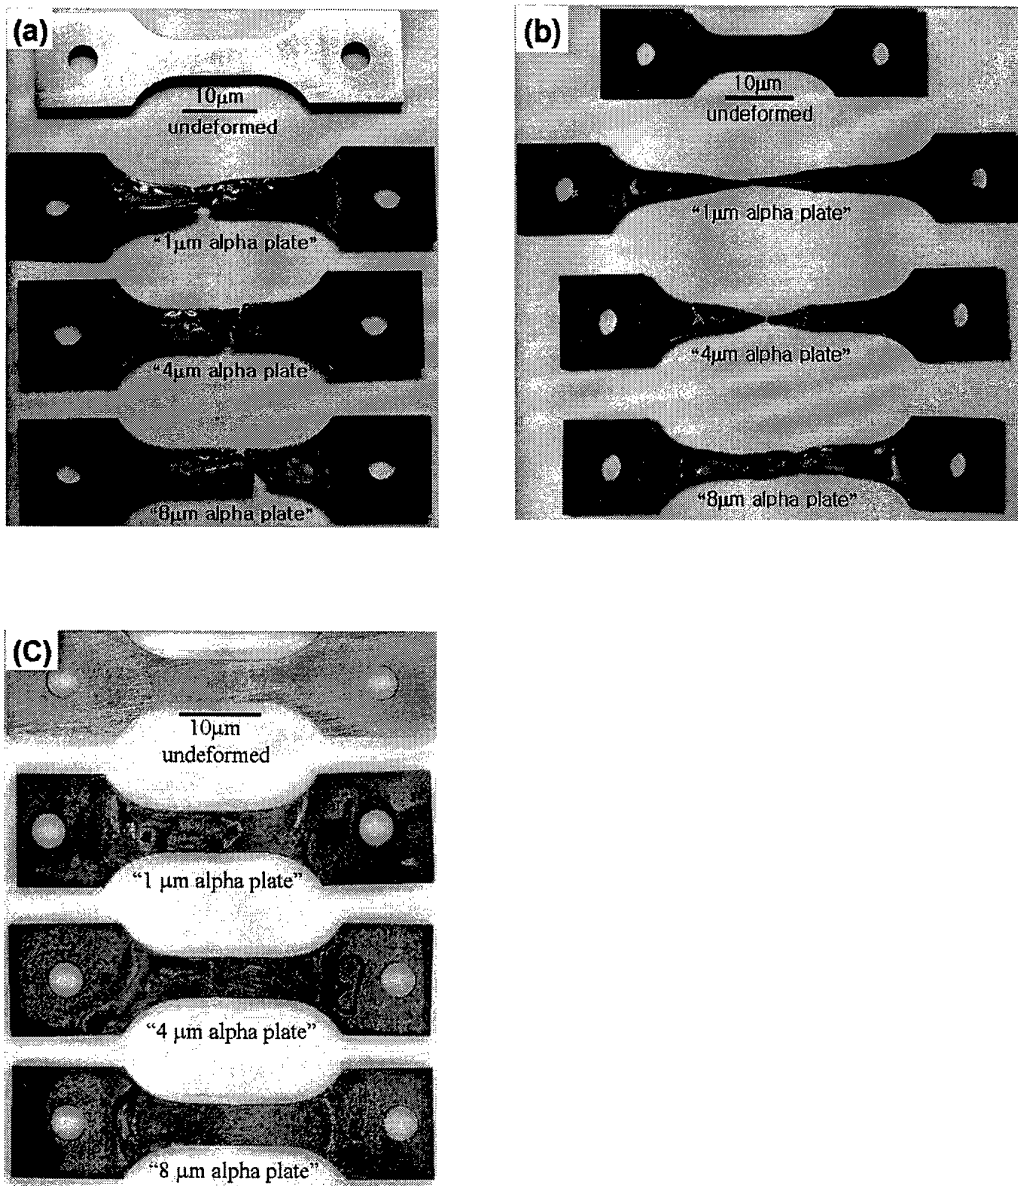 (a)
10μm
undeformed
"1μm alpha plate"
"4μm alpha plate"
"8μm alpha plate"
(b)
10μm
undeformed
"1μm alpha plate"
"4μm alpha plate"
"8μm alpha plate"
(C)
10μm
undeformed
"1 μm alpha plate"
"4 μm alpha plate"
"8 μm alpha plate"